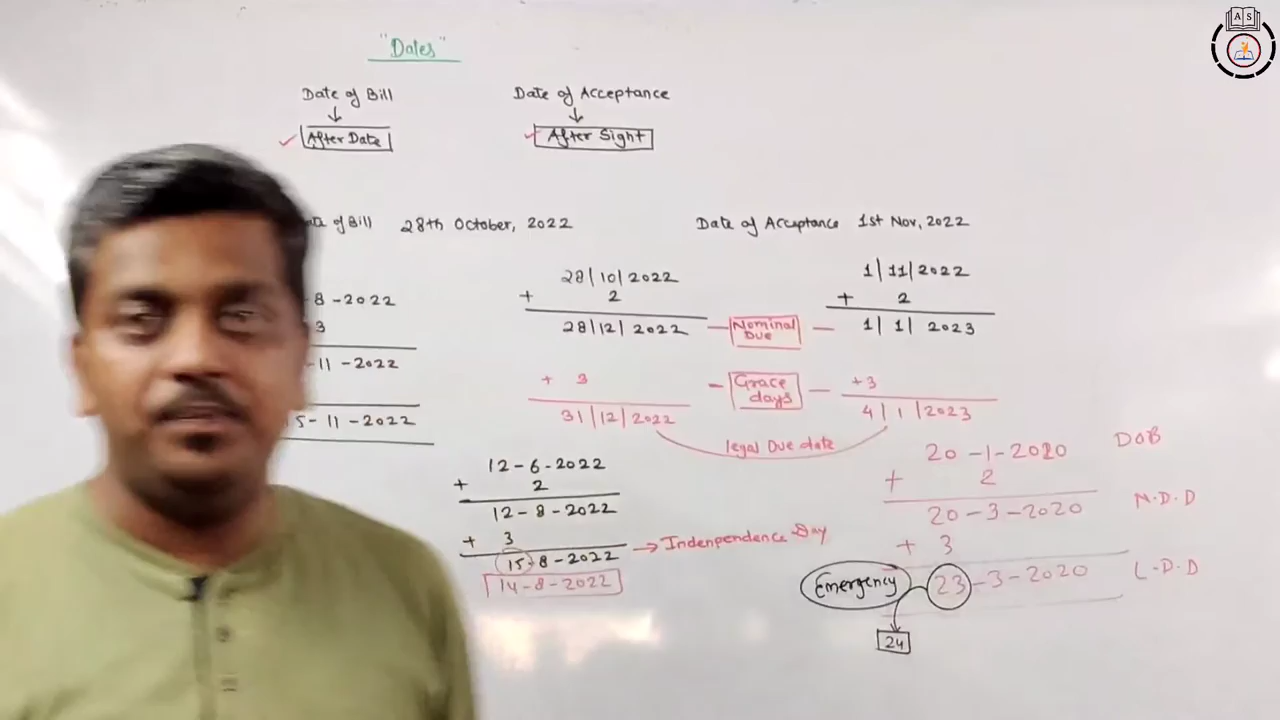 "Dates"
Date of Bill
After Date
Date of Acceptance
After Sight
of Bill 28th October, 2022
Date of Acceptance 1st Nov, 2022
8-2022
3
-11-2022
5-11-2022
28/10/2022
+ 2
28/12/2022
+ 3
31/12/2022
Nominal
Due
Grace
days
legal Due date
1/11/2022
+ 2
1/1/2023
+3
4/1/2023
12-6-2022
+ 2
12-8-2022
+ 3
15-8-2022 → Indenpendence Day
14-8-2022
20-1-2020 DOB
+ 2
20-3-2020 N.D.D
+ 3
Emergency 23-3-2020 L.D.D
24
A S